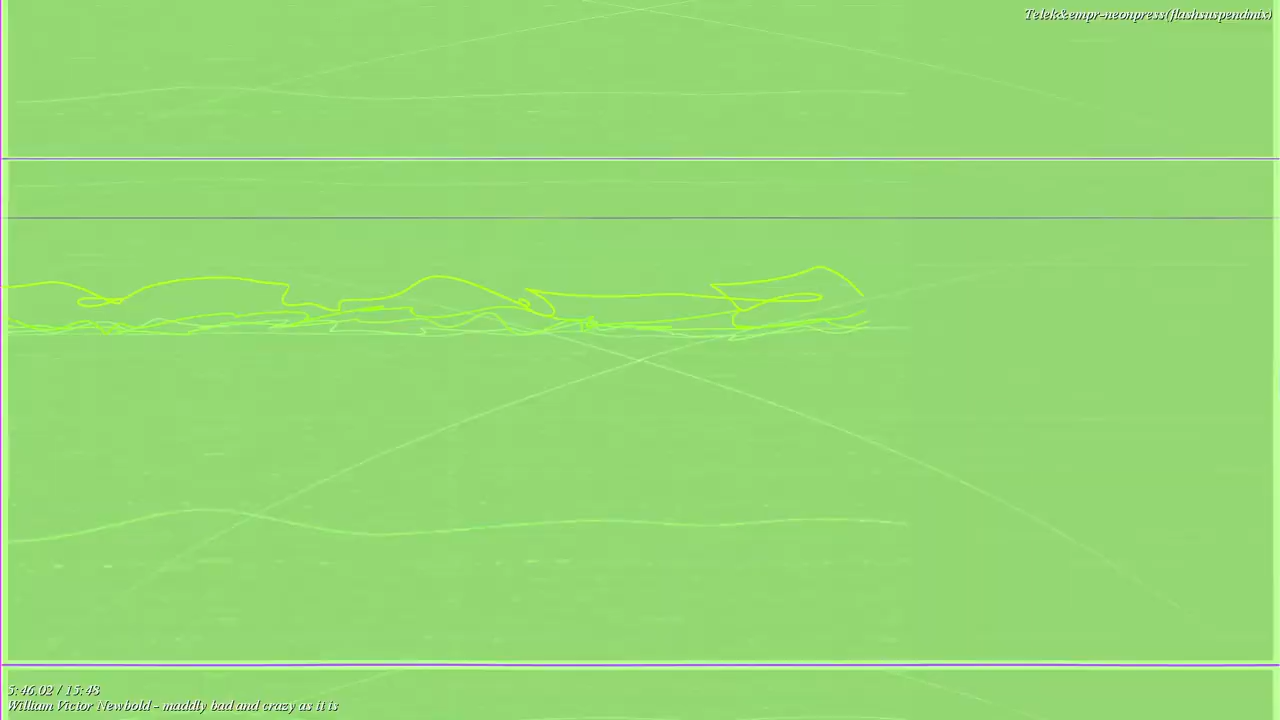 Telek&empr-neonpress(flashsuspendmix)
5:46.02 / 15:48
William Victor Newbold - maddly bad and crazy as it is